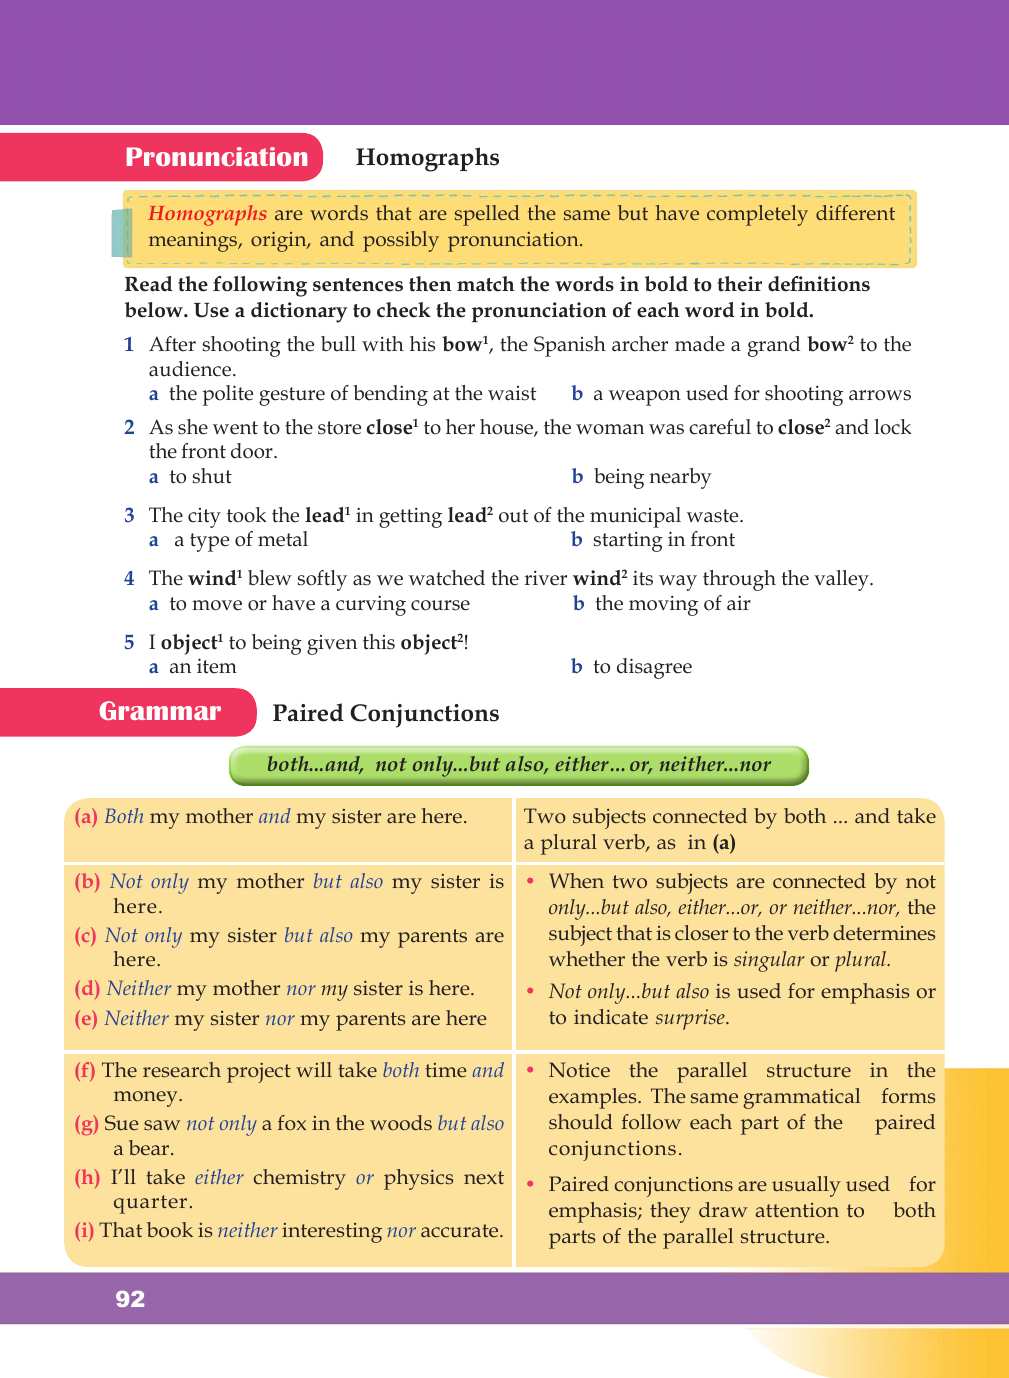 Pronunciation Homographs
Homographs are words that are spelled the same but have completely different
meanings, origin, and possibly pronunciation.
Read the following sentences then match the words in bold to their definitions
below. Use a dictionary to check the pronunciation of each word in bold.
1 After shooting the bull with his bow¹, the Spanish archer made a grand bow² to the
audience.
a the polite gesture of bending at the waist b a weapon used for shooting arrows
2 As she went to the store close¹ to her house, the woman was careful to close² and lock
the front door.
a to shut b being nearby
3 The city took the lead¹ in getting lead² out of the municipal waste.
a a type of metal b starting in front
4 The wind¹ blew softly as we watched the river wind² its way through the valley.
a to move or have a curving course b the moving of air
5 I object¹ to being given this object²!
a an item b to disagree
Grammar Paired Conjunctions
both...and, not only...but also, either...or, neither...nor
(a) Both my mother and my sister are here.
Two subjects connected by both ... and take
a plural verb, as in (a)
(b) Not only my mother but also my sister is
here.
(c) Not only my sister but also my parents are
here.
(d) Neither my mother nor my sister is here.
(e) Neither my sister nor my parents are here
• When two subjects are connected by not
only...but also, either...or, or neither...nor, the
subject that is closer to the verb determines
whether the verb is singular or plural.
• Not only...but also is used for emphasis or
to indicate surprise.
(f) The research project will take both time and
money.
(g) Sue saw not only a fox in the woods but also
a bear.
(h) I'll take either chemistry or physics next
quarter.
(i) That book is neither interesting nor accurate.
• Notice the parallel structure in the
examples. The same grammatical forms
should follow each part of the paired
conjunctions.
• Paired conjunctions are usually used for
emphasis; they draw attention to both
parts of the parallel structure.
92